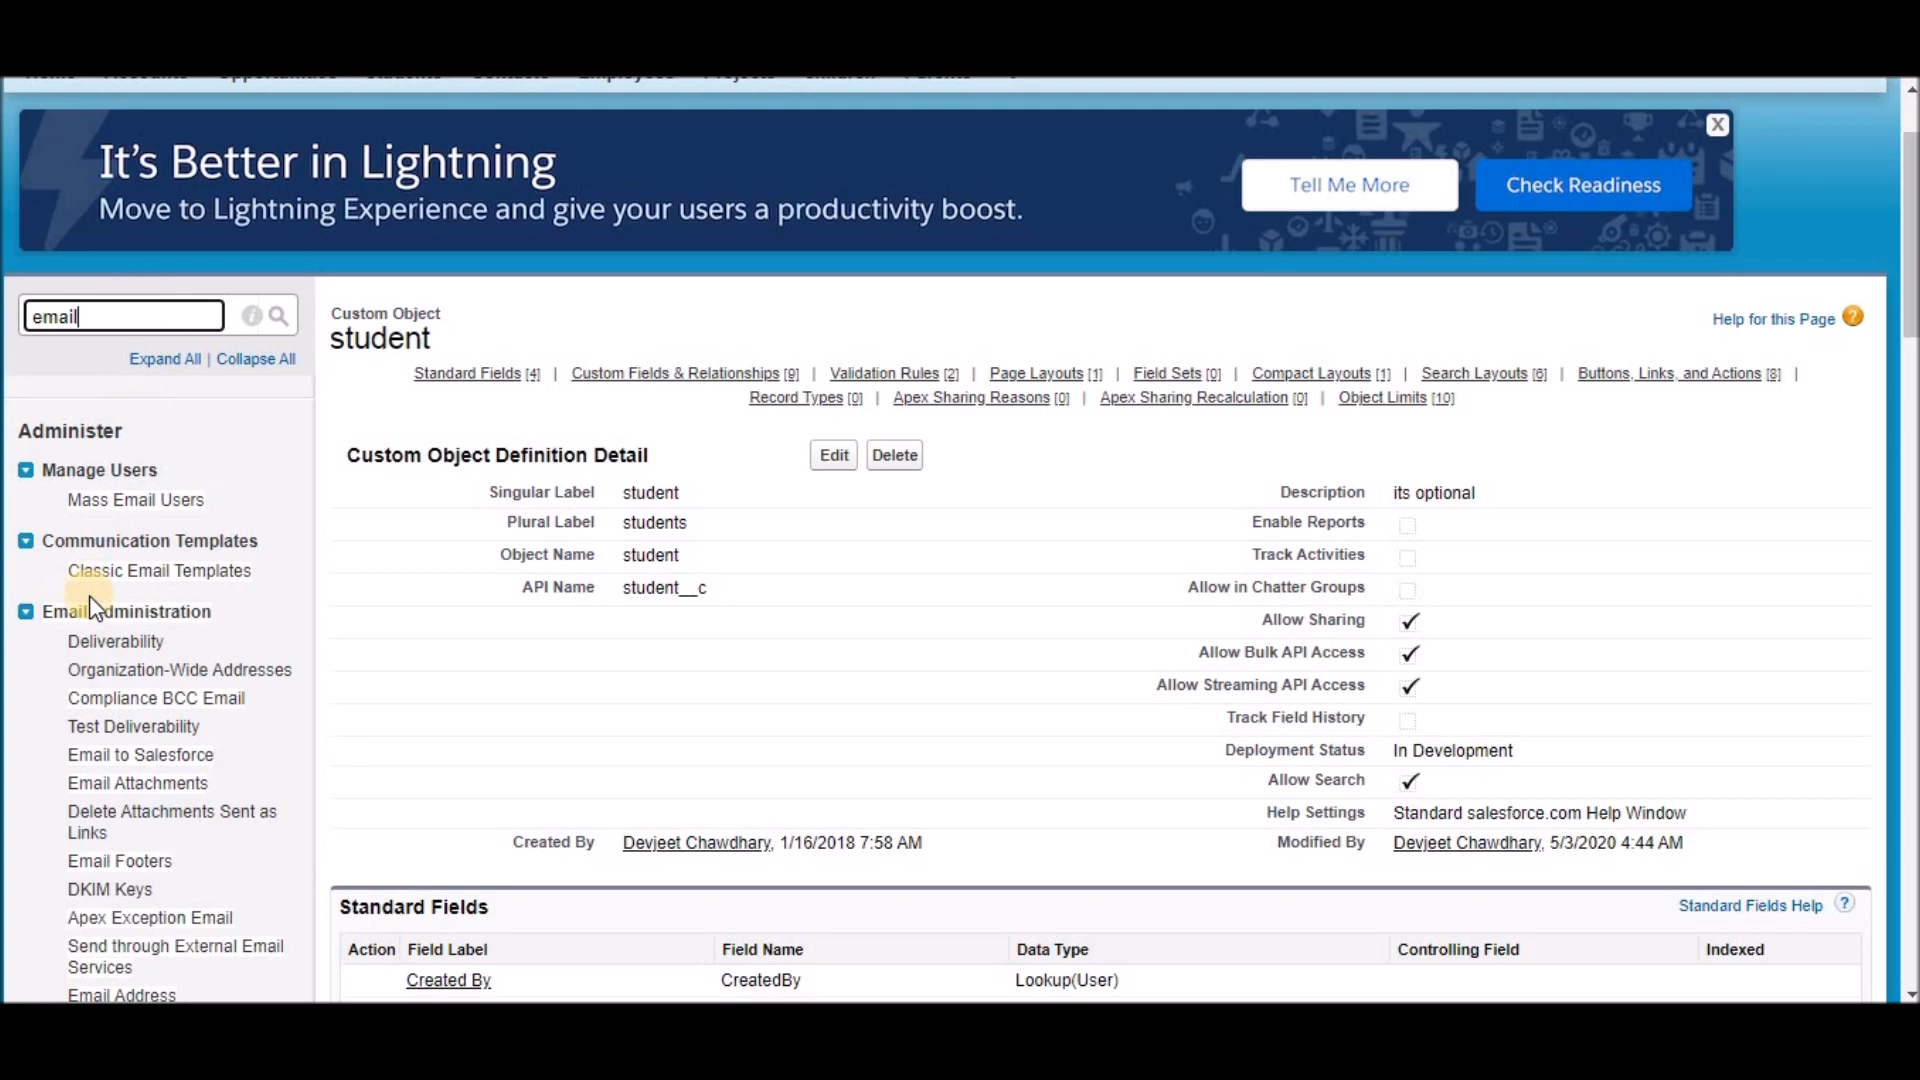 It's Better in Lightning
Move to Lightning Experience and give your users a productivity boost.
Tell Me More
Check Readiness
X
email
Expand All | Collapse All
Administer
Manage Users
Mass Email Users
Communication Templates
Classic Email Templates
Email Administration
Deliverability
Organization-Wide Addresses
Compliance BCC Email
Test Deliverability
Email to Salesforce
Email Attachments
Delete Attachments Sent as
Links
Email Footers
DKIM Keys
Apex Exception Email
Send through External Email
Services
Email Address
Custom Object
student
Help for this Page ?
Standard Fields [4] | Custom Fields & Relationships [9] | Validation Rules [2] | Page Layouts [1] | Field Sets [0] | Compact Layouts [1] | Search Layouts [6] | Buttons, Links, and Actions [8] |
Record Types [0] | Apex Sharing Reasons [0] | Apex Sharing Recalculation [0] | Object Limits [10]
Custom Object Definition Detail Edit Delete
Singular Label student Description its optional
Plural Label students Enable Reports
Object Name student Track Activities
API Name student__c Allow in Chatter Groups
Allow Sharing
Allow Bulk API Access
Allow Streaming API Access
Track Field History
Deployment Status In Development
Allow Search
Help Settings Standard salesforce.com Help Window
Created By Devjeet Chawdhary, 1/16/2018 7:58 AM Modified By Devjeet Chawdhary, 5/3/2020 4:44 AM
Standard Fields Standard Fields Help ?
Action Field Label Field Name Data Type Controlling Field Indexed
Created By CreatedBy Lookup(User)